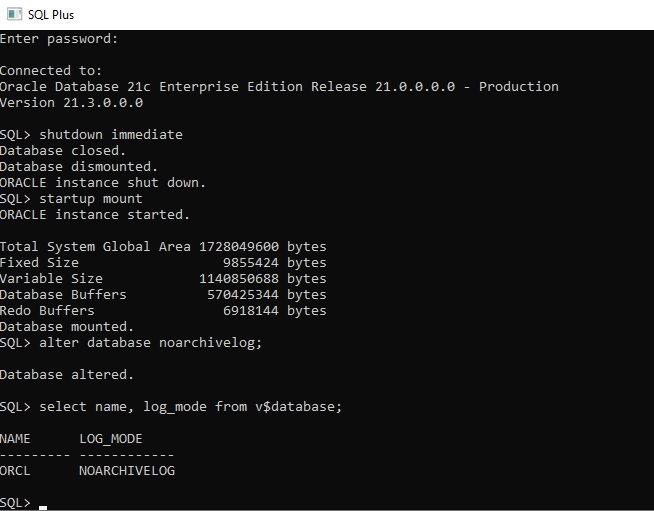 SQL Plus
Enter password:
Connected to:
Oracle Database 21c Enterprise Edition Release 21.0.0.0.0 - Production
Version 21.3.0.0.0
SQL> shutdown immediate
Database closed.
Database dismounted.
ORACLE instance shut down.
SQL> startup mount
ORACLE instance started.
Total System Global Area 1728049600 bytes
Fixed Size                  9855424 bytes
Variable Size            1140850688 bytes
Database Buffers          570425344 bytes
Redo Buffers                6918144 bytes
Database mounted.
SQL> alter database noarchivelog;
Database altered.
SQL> select name, log_mode from v$database;
NAME      LOG_MODE
--------- ------------
ORCL      NOARCHIVELOG
SQL>